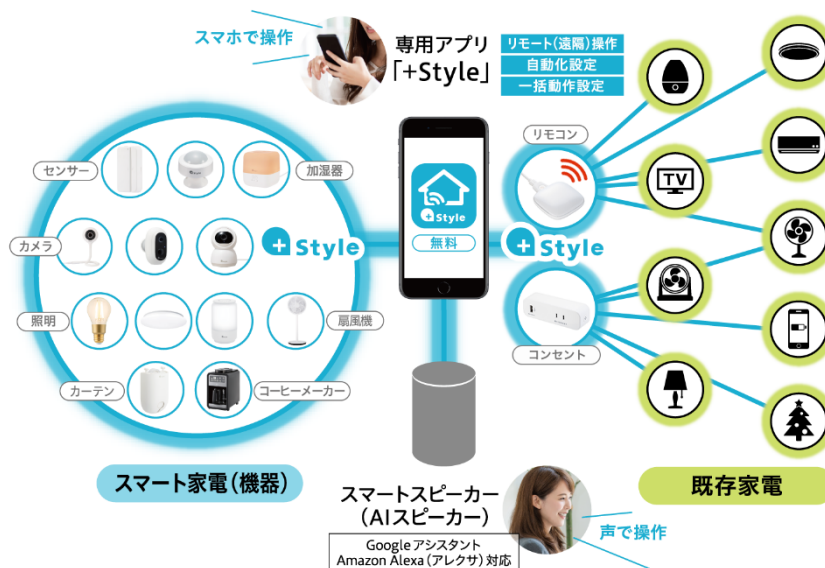 スマホで操作
専用アプリ
「+Style」
リモート(遠隔)操作
自動化設定
一括動作設定
センサー
加湿器
カメラ
照明
扇風機
カーテン
コーヒーメーカー
+Style
+Style
無料
+Style
リモコン
コンセント
TV
スマート家電(機器)
スマートスピーカー
(AIスピーカー)
Googleアシスタント
Amazon Alexa(アレクサ)対応
声で操作
既存家電